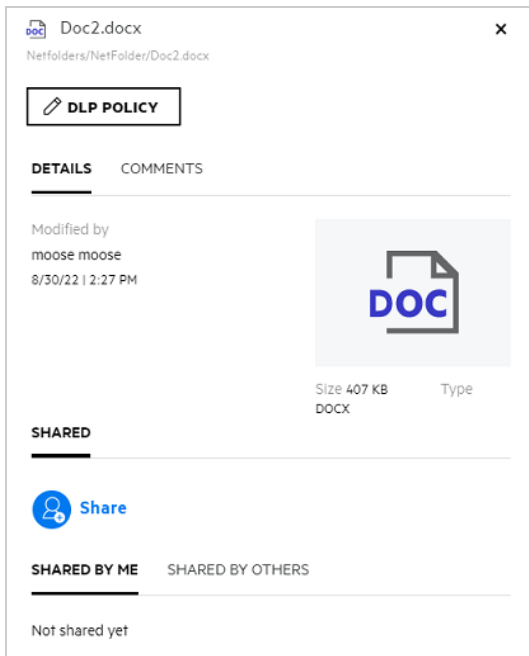 DOC Doc2.docx ×
Netfolders/NetFolder/Doc2.docx
DLP POLICY
DETAILS COMMENTS
Modified by
moose moose
8/30/22 | 2:27 PM
DOC
Size 407 KB Type
DOCX
SHARED
Share
SHARED BY ME SHARED BY OTHERS
Not shared yet